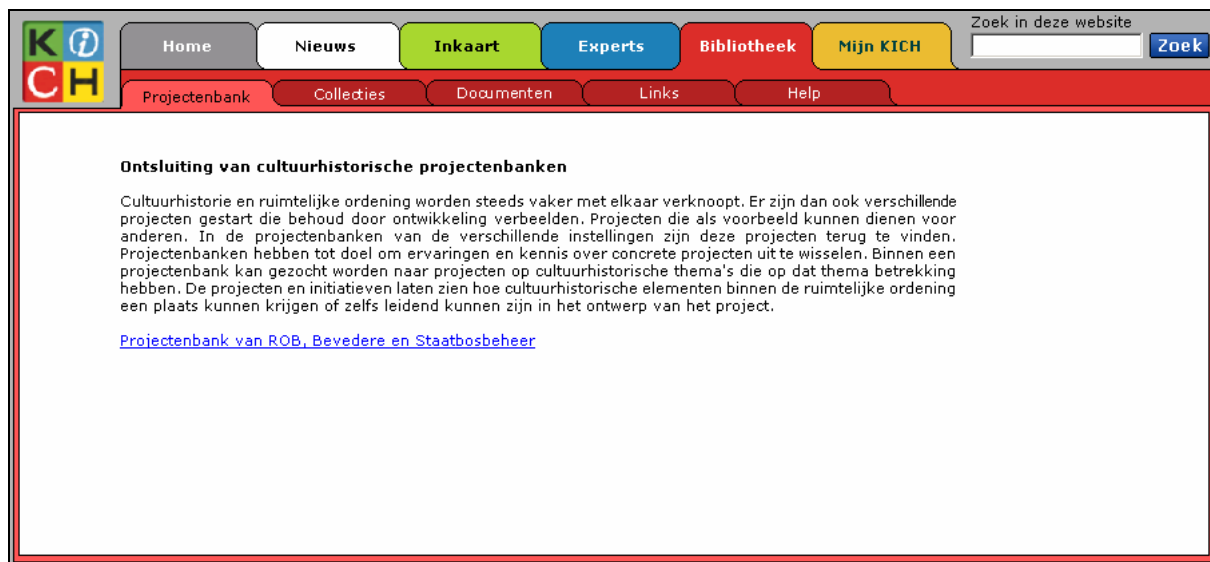 K i
C H
Zoek in deze website
Home Nieuws Inkaart Experts Bibliotheek Mijn KICH Zoek
Projectenbank Collecties Documenten Links Help
Ontsluiting van cultuurhistorische projectenbanken
Cultuurhistorie en ruimtelijke ordening worden steeds vaker met elkaar verknoopt. Er zijn dan ook verschillende
projecten gestart die behoud door ontwikkeling verbeelden. Projecten die als voorbeeld kunnen dienen voor
anderen. In de projectenbanken van de verschillende instellingen zijn deze projecten terug te vinden.
Projectenbanken hebben tot doel om ervaringen en kennis over concrete projecten uit te wisselen. Binnen een
projectenbank kan gezocht worden naar projecten op cultuurhistorische thema's die op dat thema betrekking
hebben. De projecten en initiatieven laten zien hoe cultuurhistorische elementen binnen de ruimtelijke ordening
een plaats kunnen krijgen of zelfs leidend kunnen zijn in het ontwerp van het project.
Projectenbank van ROB, Bevedere en Staatbosbeheer